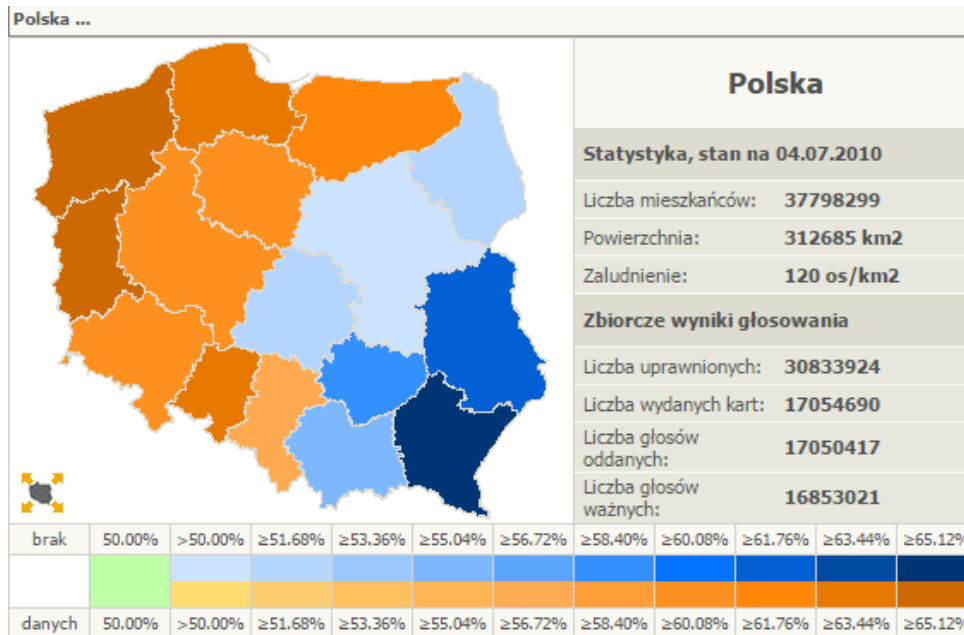 Polska ...
Polska
Statystyka, stan na 04.07.2010
Liczba mieszkańców: 37798299
Powierzchnia: 312685 km2
Zaludnienie: 120 os/km2
Zbiorcze wyniki głosowania
Liczba uprawnionych: 30833924
Liczba wydanych kart: 17054690
Liczba głosów
oddanych: 17050417
Liczba głosów
ważnych: 16853021
brak 50.00% >50.00% ≥51.68% ≥53.36% ≥55.04% ≥56.72% ≥58.40% ≥60.08% ≥61.76% ≥63.44% ≥65.12%
danych 50.00% >50.00% ≥51.68% ≥53.36% ≥55.04% ≥56.72% ≥58.40% ≥60.08% ≥61.76% ≥63.44% ≥65.12%